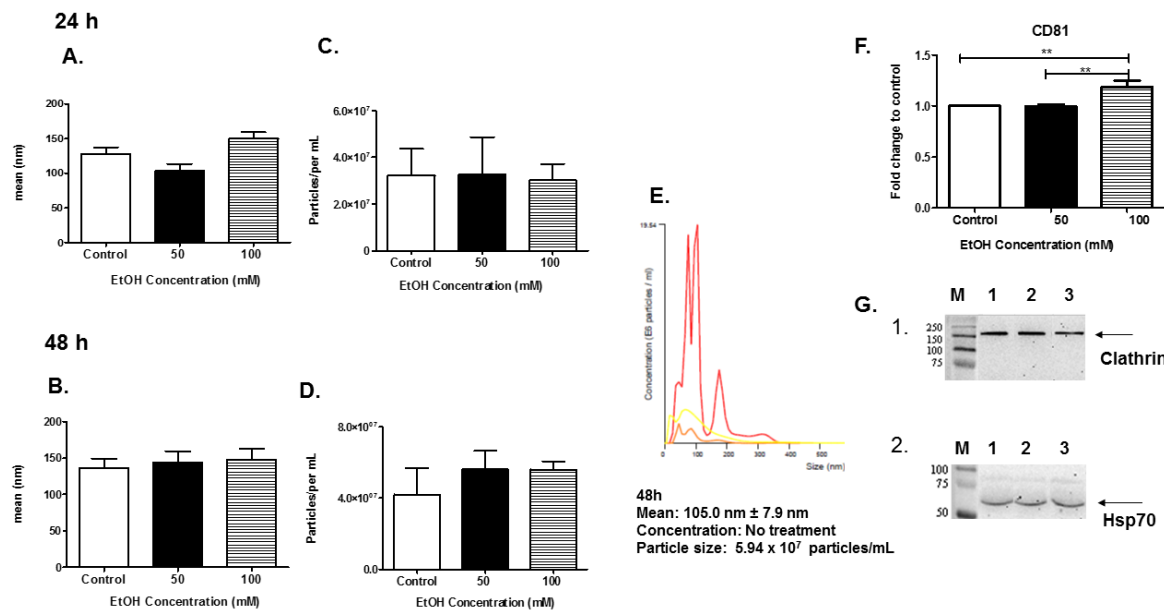 24 h
A.
mean (nm)
200
150
100
50
0
Control
50
100
EtOH Concentration (mM)
C.
Particles/per mL
6.0×10⁷
4.0×10⁷
2.0×10⁷
0
Control
50
100
EtOH Concentration (mM)
48 h
B.
mean (nm)
200
150
100
50
0
Control
50
100
EtOH Concentration (mM)
D.
Particles/per mL
8.0×10⁰⁷
4.0×10⁰⁷
0.0
Control
50
100
EtOH Concentration (mM)
E.
Concentration (E6 particles / ml)
0
100
200
300
400
500
Size (nm)
48h
Mean: 105.0 nm ± 7.9 nm
Concentration: No treatment
Particle size: 5.94 x 10⁷ particles/mL
F.
CD81
Fold change to control
1.5
1.0
0.5
0.0
**
**
Control
50
100
EtOH Concentration (mM)
G.
M 1 2 3
1.
250
150
100
75
Clathrin
M 1 2 3
2.
100
75
50
Hsp70